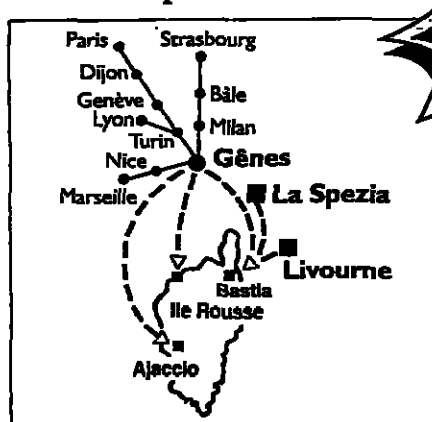 Paris
Strasbourg
Dijon
Bâle
Genève
Lyon
Milan
Turin
Nice
Gênes
Marseille
La Spezia
Livourne
Bastia
Ile Rousse
Ajaccio